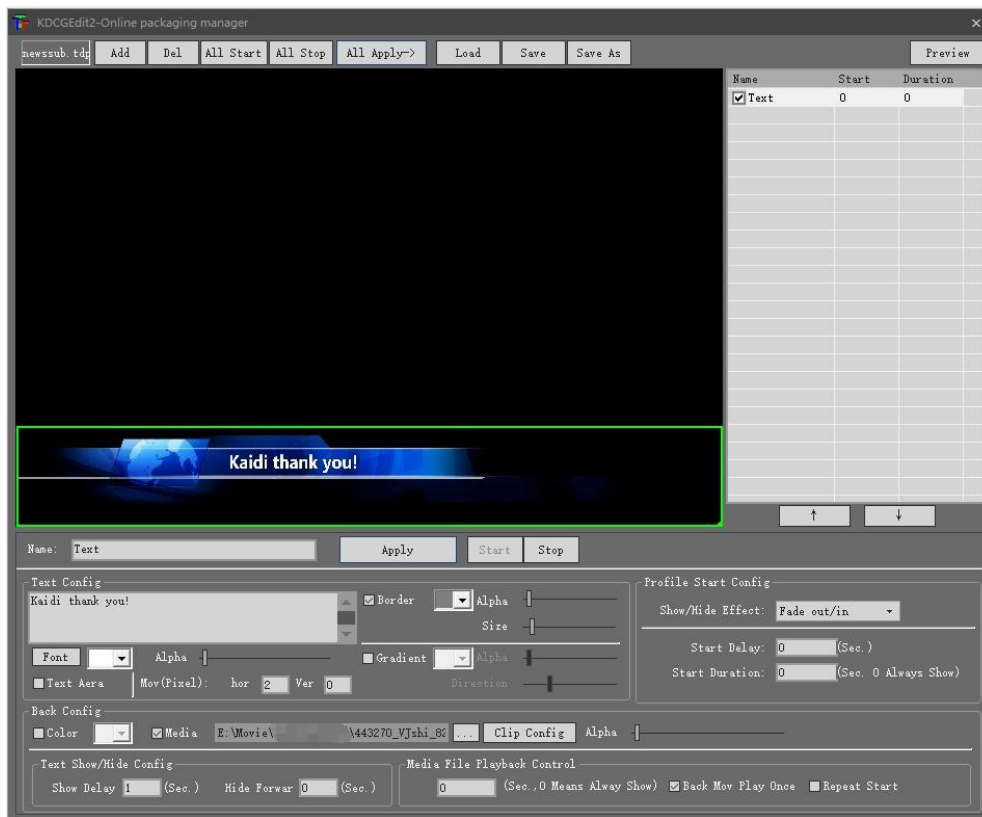 KDCGEdit2-Online packaging manager
newssub.tdp Add Del All Start All Stop All Apply-> Load Save Save As Preview
Name Start Duration
Text 0 0
Kaidi thank you!
↑ ↓
Name: Text Apply Start Stop
Text Config
Kaidi thank you!
Border Alpha
Size
Font Alpha
Gradient Alpha
Text Aera Mov(Pixel): hor 2 Ver 0
Direction
Profile Start Config
Show/Hide Effect: Fade out/in
Start Delay: 0 (Sec.)
Start Duration: 0 (Sec. 0 Always Show)
Back Config
Color Media E:\Movie\ \443270_VJshi_82 ... Clip Config Alpha
Text Show/Hide Config
Show Delay 1 (Sec.) Hide Forwar 0 (Sec.)
Media File Playback Control
0 (Sec.,0 Means Alway Show) Back Mov Play Once Repeat Start